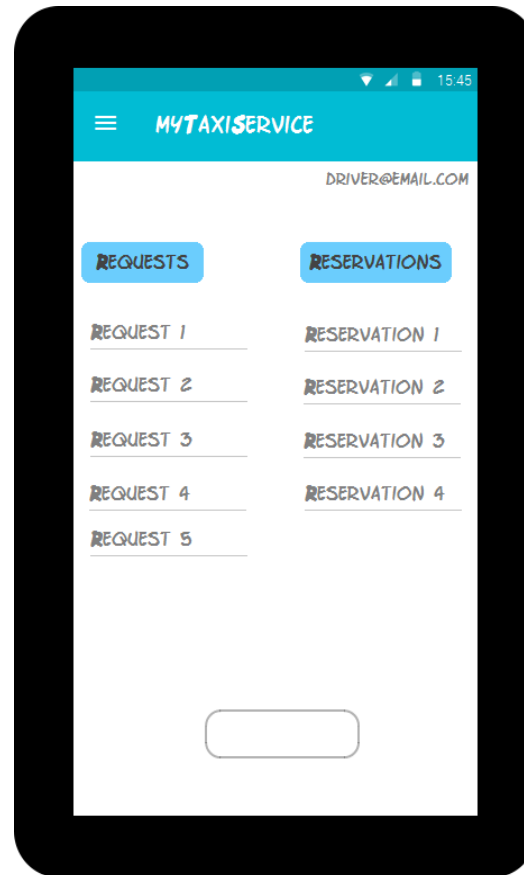 15:45
MyTaxiService
driver@email.com
Requests Reservations
Request 1 Reservation 1
Request 2 Reservation 2
Request 3 Reservation 3
Request 4 Reservation 4
Request 5